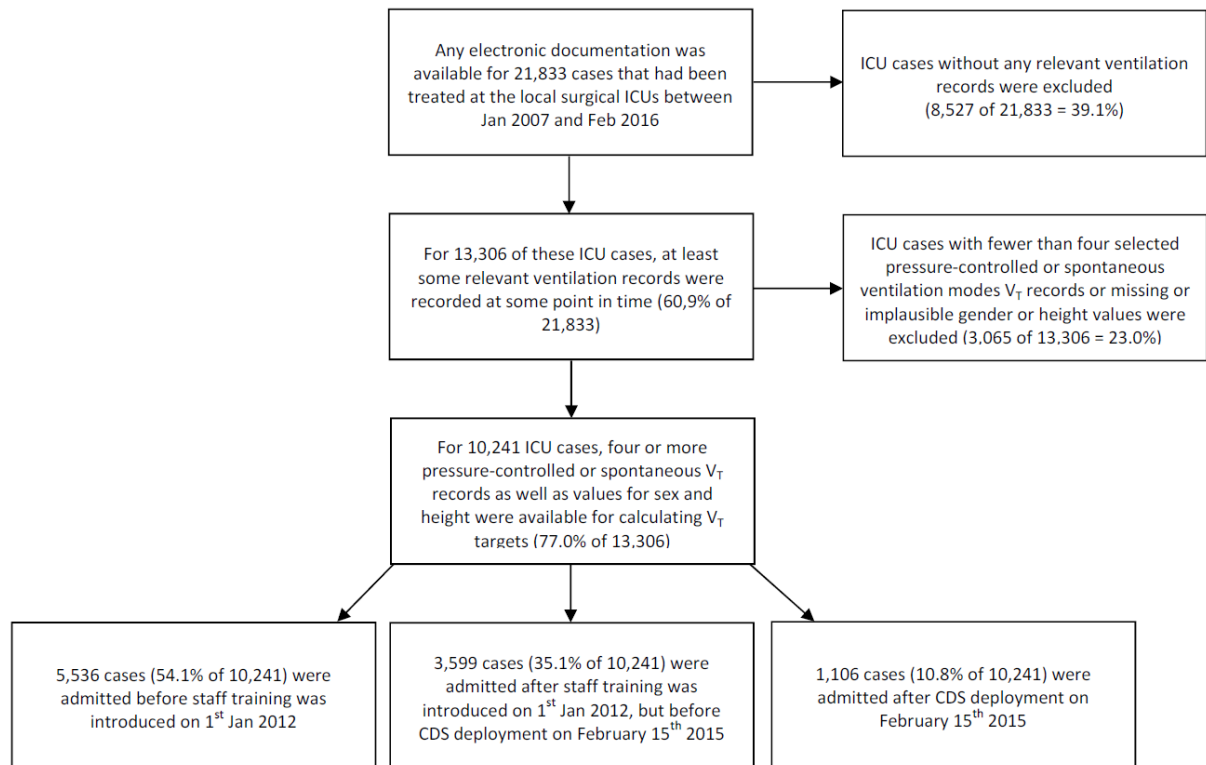 Any electronic documentation was
available for 21,833 cases that had been
treated at the local surgical ICUs between
Jan 2007 and Feb 2016
ICU cases without any relevant ventilation
records were excluded
(8,527 of 21,833 = 39.1%)
For 13,306 of these ICU cases, at least
some relevant ventilation records were
recorded at some point in time (60,9% of
21,833)
ICU cases with fewer than four selected
pressure-controlled or spontaneous
ventilation modes V_T records or missing or
implausible gender or height values were
excluded (3,065 of 13,306 = 23.0%)
For 10,241 ICU cases, four or more
pressure-controlled or spontaneous V_T
records as well as values for sex and
height were available for calculating V_T
targets (77.0% of 13,306)
5,536 cases (54.1% of 10,241) were
admitted before staff training was
introduced on 1st Jan 2012
3,599 cases (35.1% of 10,241) were
admitted after staff training was
introduced on 1st Jan 2012, but before
CDS deployment on February 15th 2015
1,106 cases (10.8% of 10,241) were
admitted after CDS deployment on
February 15th 2015